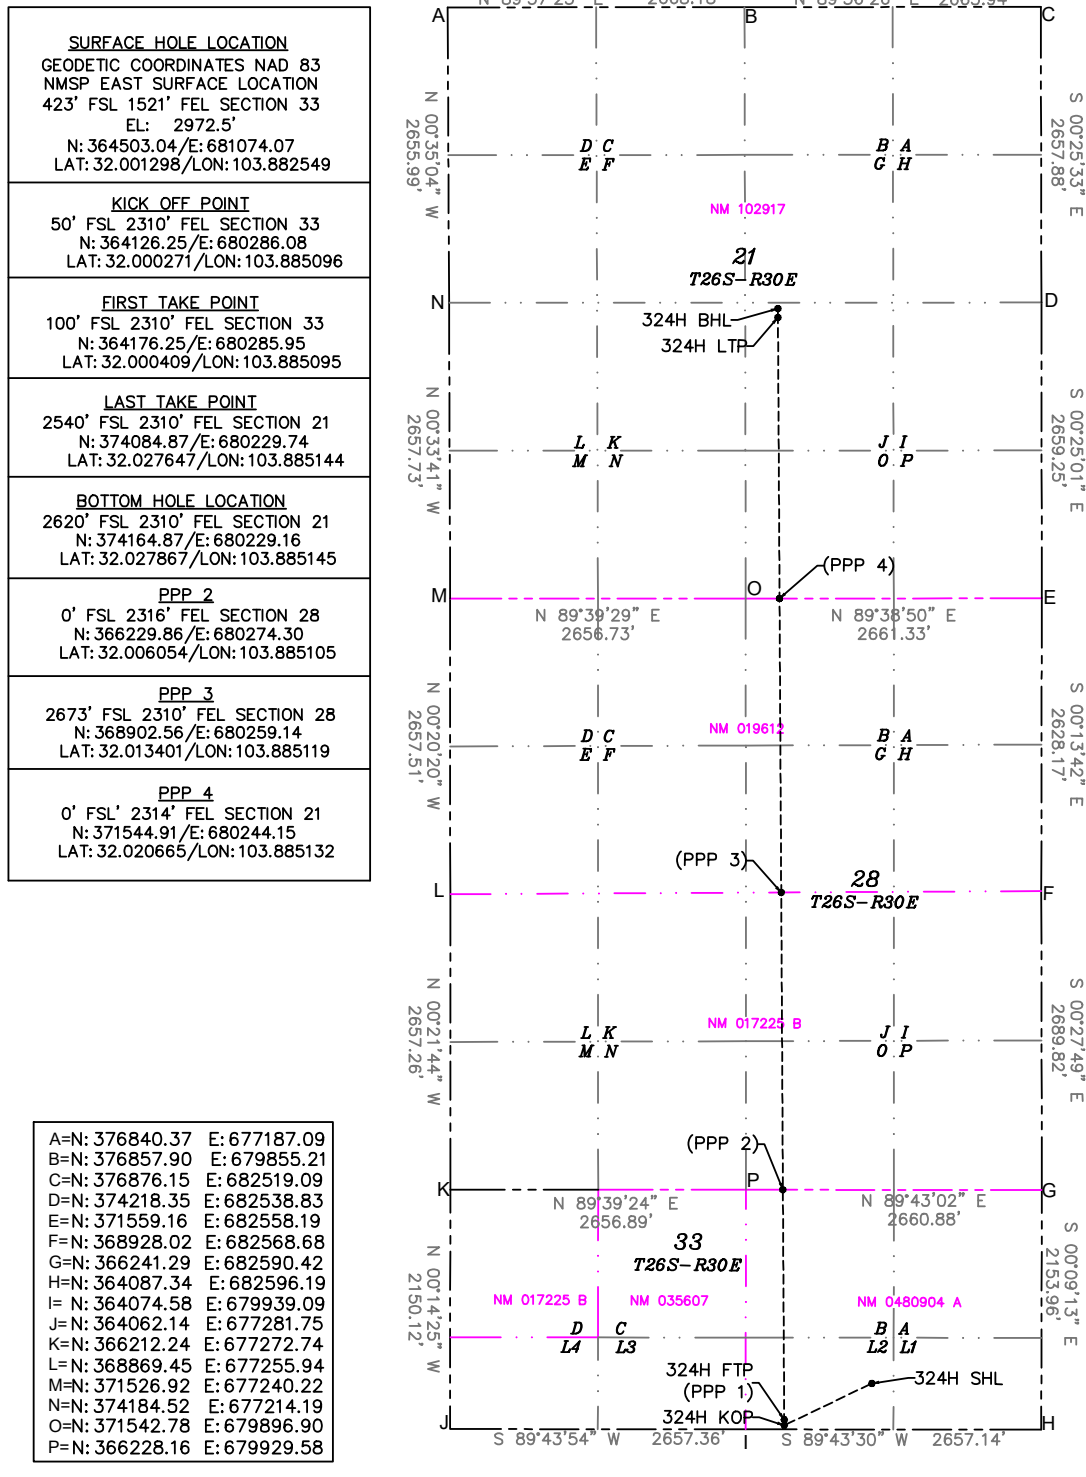 SURFACE HOLE LOCATION
GEODETIC COORDINATES NAD 83
NMSP EAST SURFACE LOCATION
423' FSL 1521' FEL SECTION 33
EL: 2972.5'
N: 364503.04/E: 681074.07
LAT: 32.001298/LON: 103.882549
KICK OFF POINT
50' FSL 2310' FEL SECTION 33
N: 364126.25/E: 680286.08
LAT: 32.000271/LON: 103.885096
FIRST TAKE POINT
100' FSL 2310' FEL SECTION 33
N: 364176.25/E: 680285.95
LAT: 32.000409/LON: 103.885095
LAST TAKE POINT
2540' FSL 2310' FEL SECTION 21
N: 374084.87/E: 680229.74
LAT: 32.027647/LON: 103.885144
BOTTOM HOLE LOCATION
2620' FSL 2310' FEL SECTION 21
N: 374164.87/E: 680229.16
LAT: 32.027867/LON: 103.885145
PPP 2
0' FSL 2316' FEL SECTION 28
N: 366229.86/E: 680274.30
LAT: 32.006054/LON: 103.885105
PPP 3
2673' FSL 2310' FEL SECTION 28
N: 368902.56/E: 680259.14
LAT: 32.013401/LON: 103.885119
PPP 4
0' FSL' 2314' FEL SECTION 21
N: 371544.91/E: 680244.15
LAT: 32.020665/LON: 103.885132
A=N: 376840.37 E: 677187.09
B=N: 376857.90 E: 679855.21
C=N: 376876.15 E: 682519.09
D=N: 374218.35 E: 682538.83
E=N: 371559.16 E: 682558.19
F=N: 368928.02 E: 682568.68
G=N: 366241.29 E: 682590.42
H=N: 364087.34 E: 682596.19
I= N: 364074.58 E: 679939.09
J=N: 364062.14 E: 677281.75
K=N: 366212.24 E: 677272.74
L=N: 368869.45 E: 677255.94
M=N: 371526.92 E: 677240.22
N=N: 374184.52 E: 677214.19
O=N: 371542.78 E: 679896.90
P=N: 366228.16 E: 679929.58
A B C
N 00°35'04" W
2655.99'
S 00°25'33" E
2657.88'
D C
E F
B A
G H
NM 102917
21
T26S-R30E
N D
324H BHL
324H LTP
N 00°33'41" W
2657.73'
S 00°25'01" E
2659.25'
L K
M N
J I
O P
(PPP 4)
M O E
N 89°39'29" E
2656.73'
N 89°38'50" E
2661.33'
N 00°20'20" W
2657.51'
S 00°13'42" E
2628.17'
NM 019612
D C
E F
B A
G H
(PPP 3)
28
T26S-R30E
L F
N 00°21'44" W
2657.26'
S 00°27'49" E
2689.82'
NM 017225 B
L K
M N
J I
O P
(PPP 2)
K P G
N 89°39'24" E
2656.89'
N 89°43'02" E
2660.88'
33
T26S-R30E
N 00°14'25" W
2150.12'
S 00°09'13" E
2153.96'
NM 017225 B NM 035607 NM 0480904 A
D C
L4 L3
B A
L2 L1
324H FTP
(PPP 1)
324H KOP
324H SHL
J I H
S 89°43'54" W 2657.36'
S 89°43'30" W 2657.14'